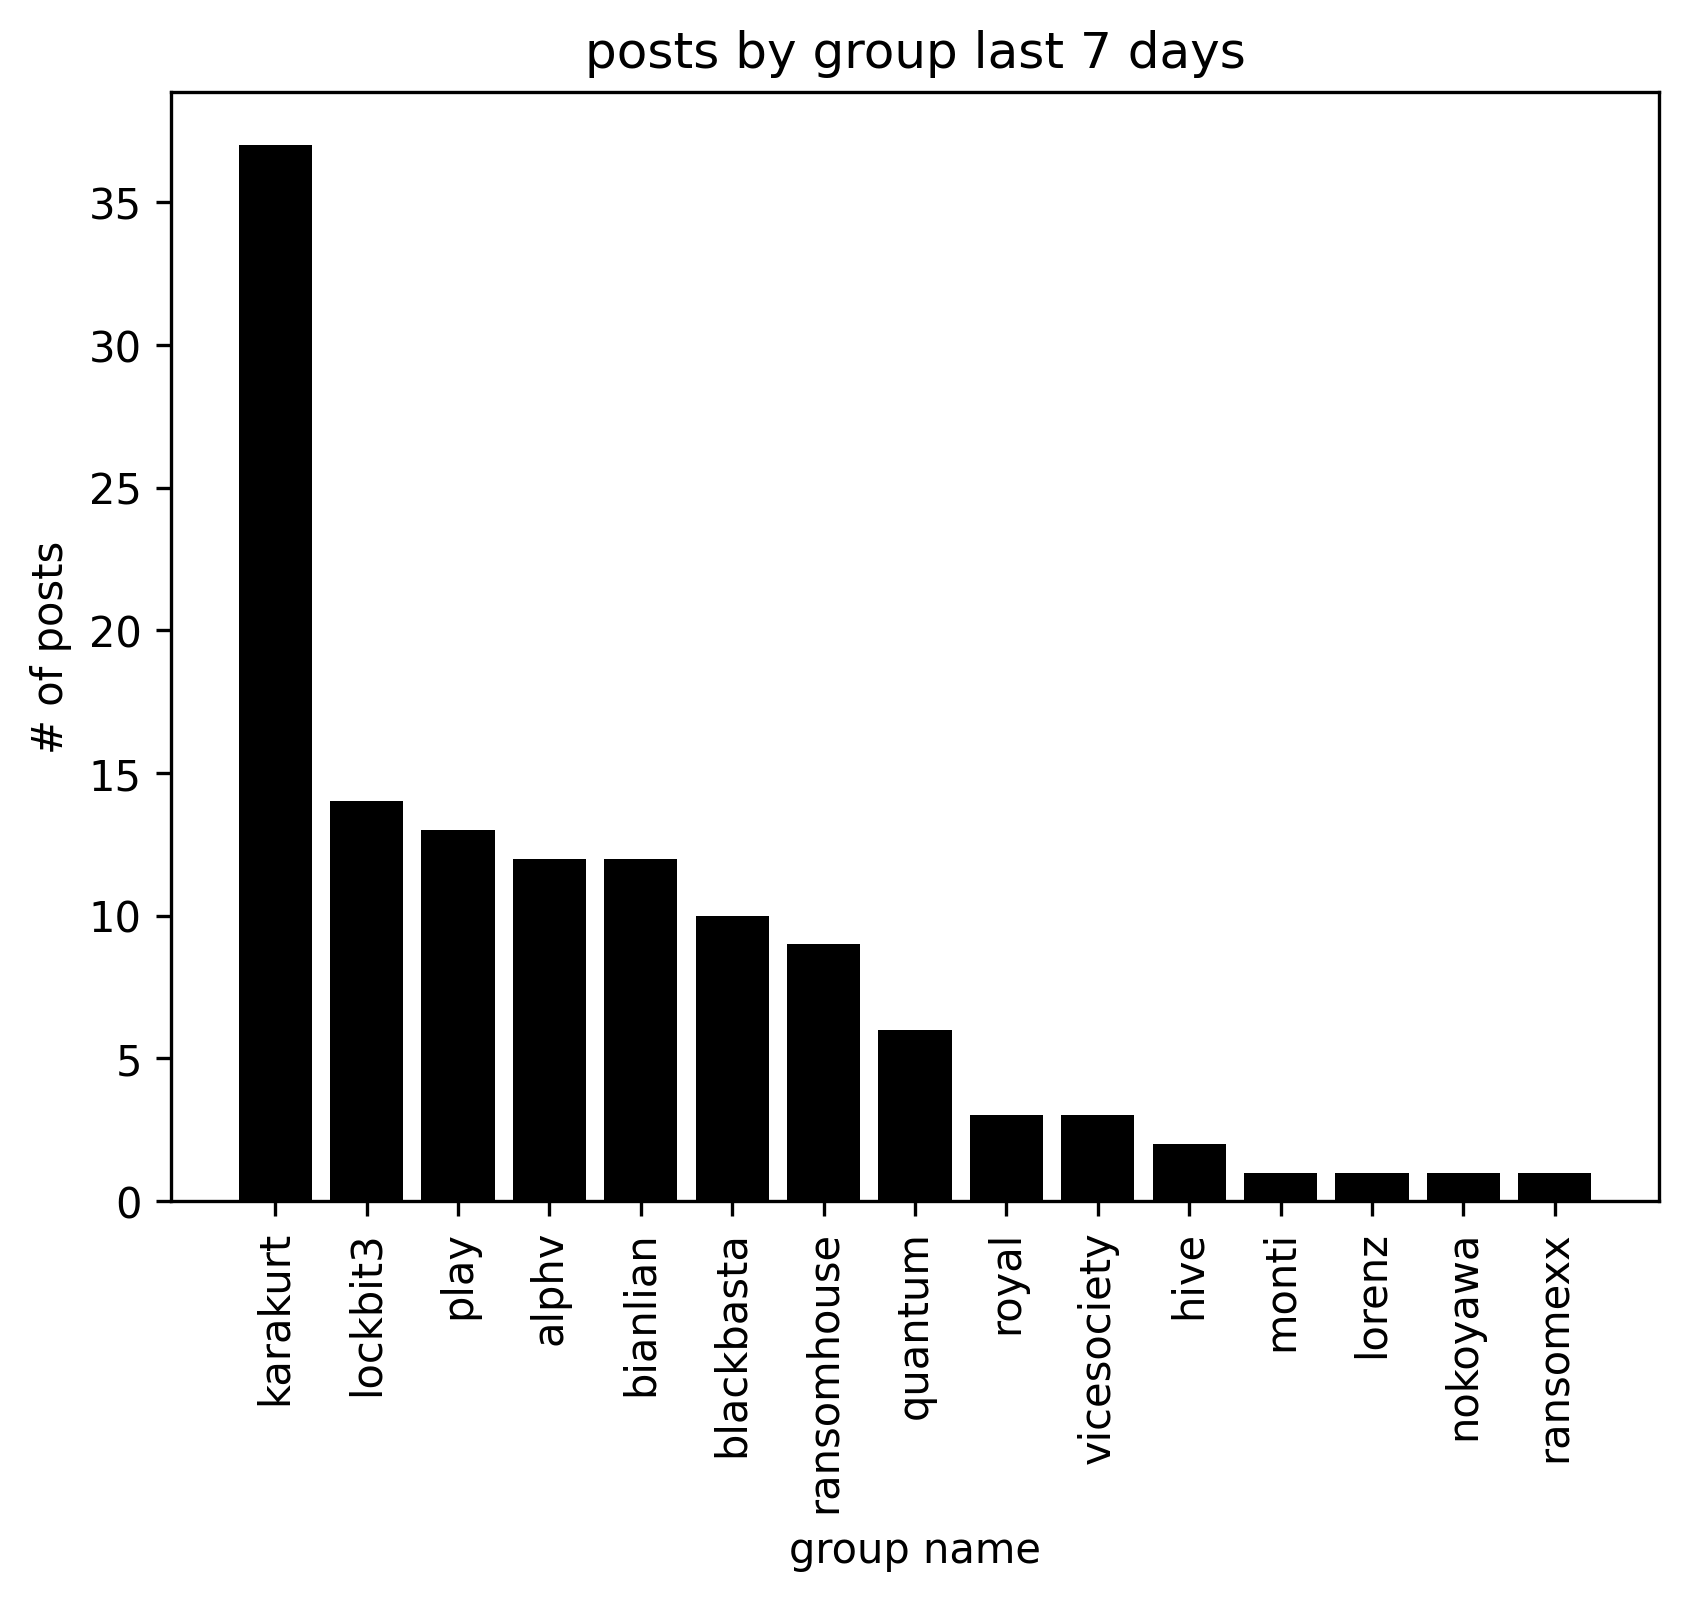 posts by group last 7 days
# of posts
35
30
25
20
15
10
5
0
karakurt
lockbit3
play
alphv
bianlian
blackbasta
ransomhouse
quantum
royal
vicesociety
hive
monti
lorenz
nokoyawa
ransomexx
group name